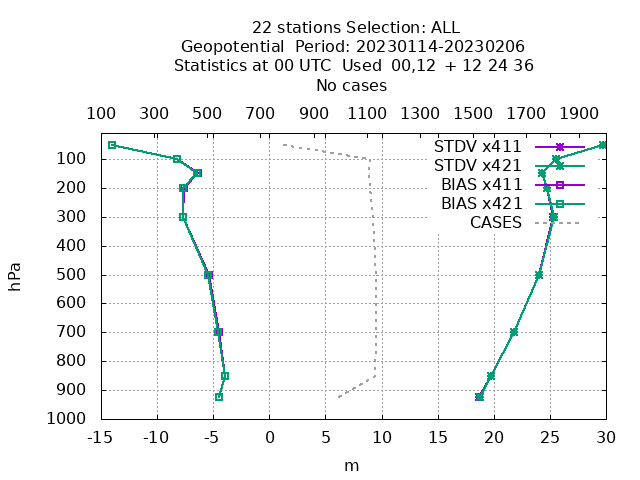 22 stations Selection: ALL
Geopotential  Period: 20230114-20230206
Statistics at 00 UTC  Used  00,12  + 12 24 36
No cases
100 300 500 700 900 1100 1300 1500 1700 1900
STDV x411
STDV x421
BIAS x411
BIAS x421
CASES
100
200
300
400
500
600
700
800
900
1000
hPa
-15 -10 -5 0 5 10 15 20 25 30
m